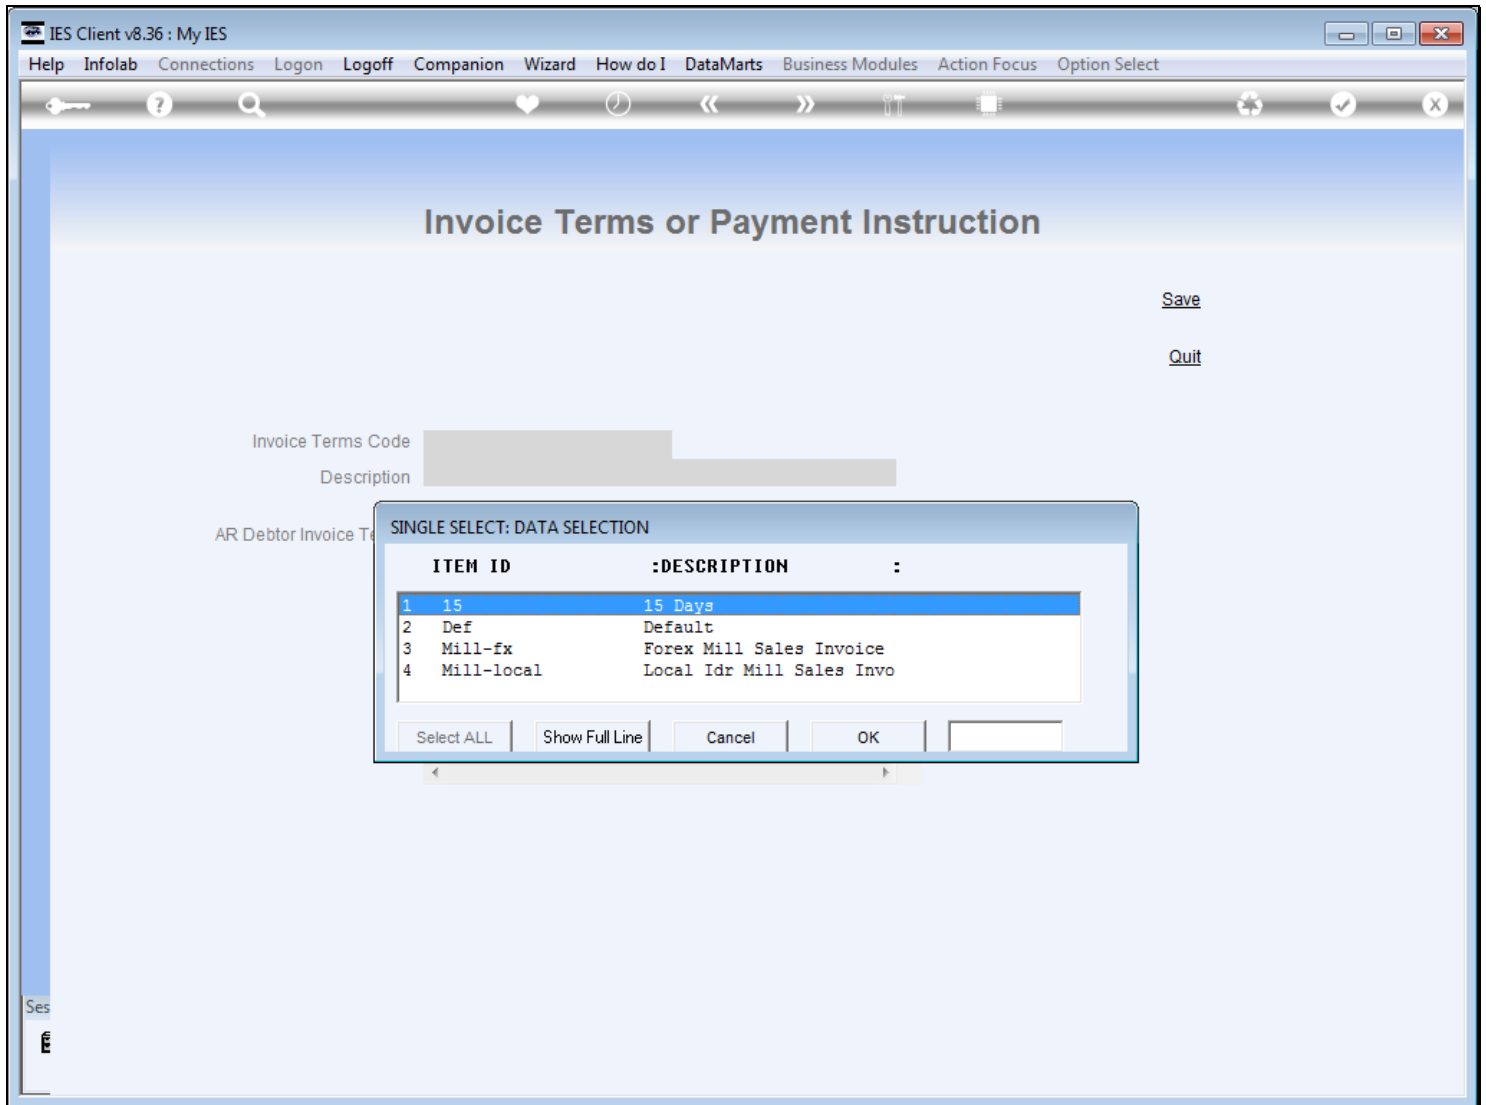 IES Client v8.36 : My IES
Help Infolab Connections Logon Logoff Companion Wizard How do I DataMarts Business Modules Action Focus Option Select
Invoice Terms or Payment Instruction
Save
Quit
Invoice Terms Code
Description
AR Debtor Invoice Te
SINGLE SELECT: DATA SELECTION
ITEM ID :DESCRIPTION :
1 15 15 Days
2 Def Default
3 Mill-fx Forex Mill Sales Invoice
4 Mill-local Local Idr Mill Sales Invo
Select ALL Show Full Line Cancel OK
Ses